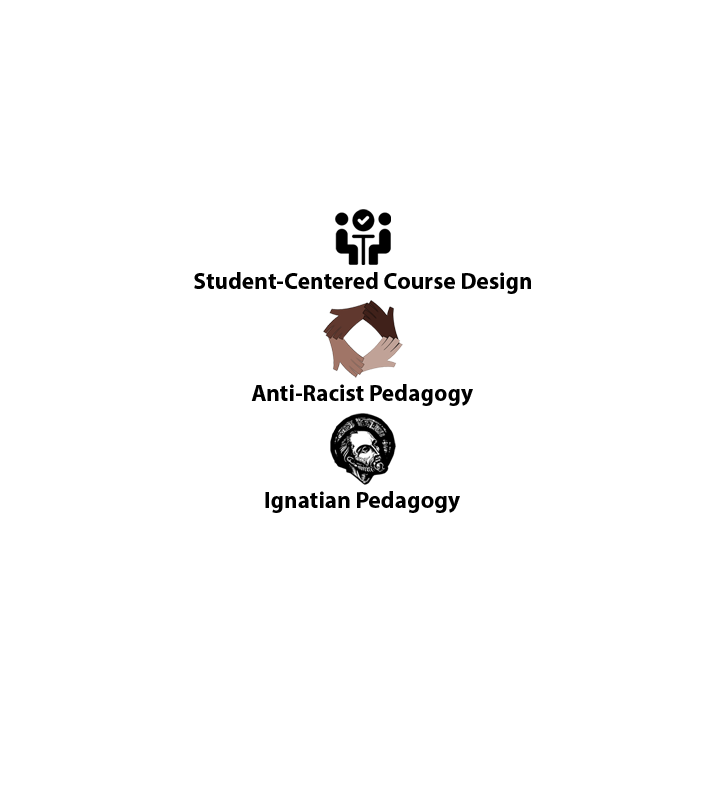 Student-Centered Course Design
Anti-Racist Pedagogy
Ignatian Pedagogy